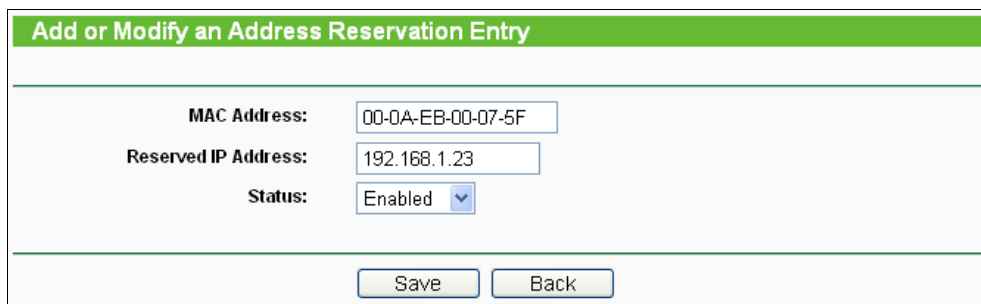 Add or Modify an Address Reservation Entry
MAC Address: 00-0A-EB-00-07-5F
Reserved IP Address: 192.168.1.23
Status: Enabled
Save Back